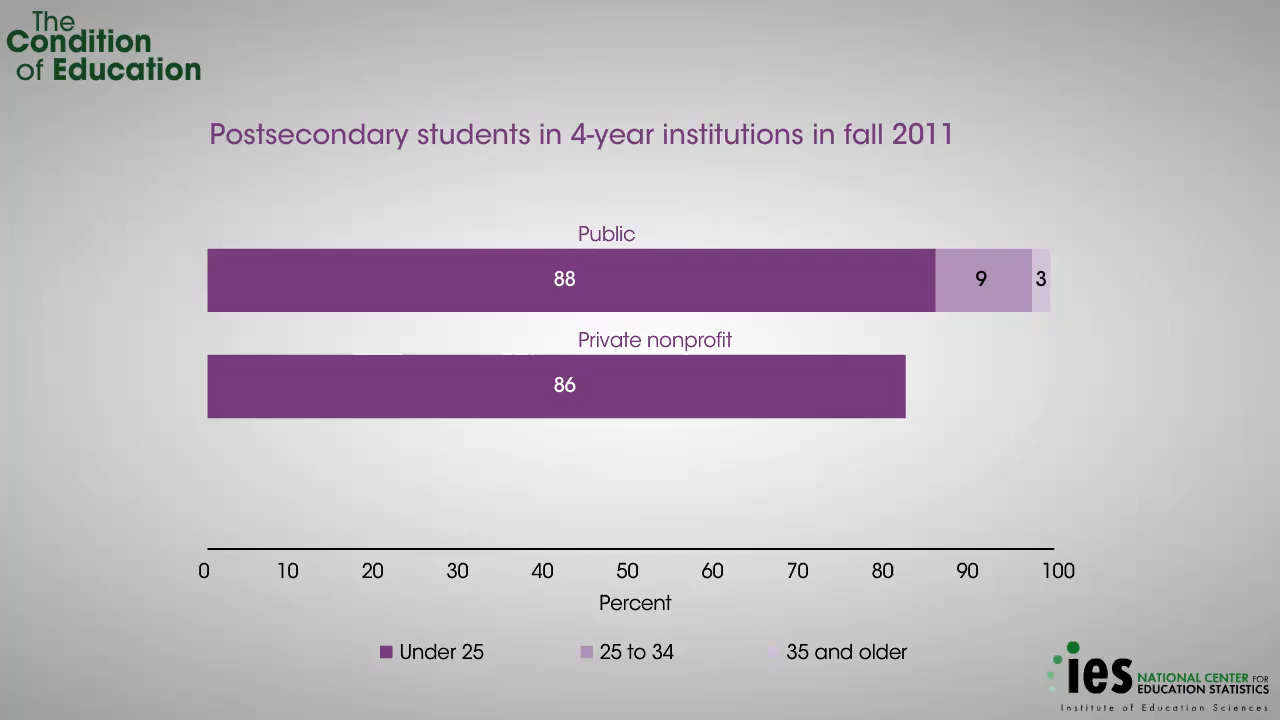 The
Condition
of Education
Postsecondary students in 4-year institutions in fall 2011
Public
88 9 3
Private nonprofit
86
0 10 20 30 40 50 60 70 80 90 100
Percent
Under 25 25 to 34 35 and older
ies NATIONAL CENTER FOR
EDUCATION STATISTICS
Institute of Education Sciences